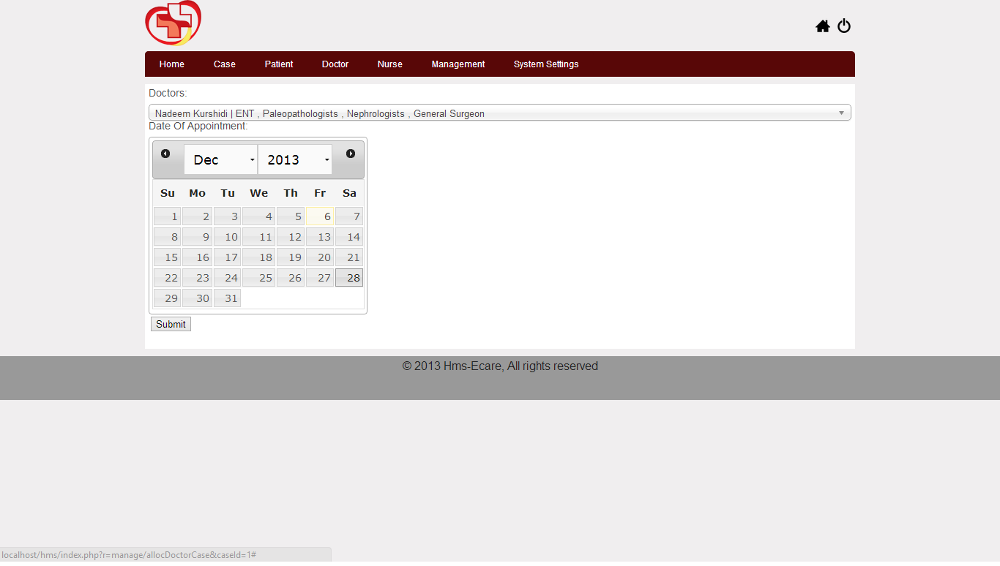 Home Case Patient Doctor Nurse Management System Settings
Doctors:
Nadeem Kurshidi | ENT , Paleopathologists , Nephrologists , General Surgeon
Date Of Appointment:
Dec 2013
Su Mo Tu We Th Fr Sa
1 2 3 4 5 6 7
8 9 10 11 12 13 14
15 16 17 18 19 20 21
22 23 24 25 26 27 28
29 30 31
Submit
© 2013 Hms-Ecare, All rights reserved
localhost/hms/index.php?r=manage/allocDoctorCase&caseId=1#